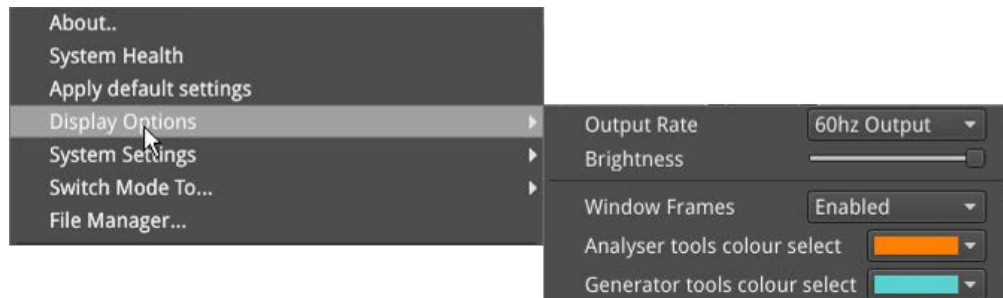 About..
System Health
Apply default settings
Display Options
System Settings
Switch Mode To...
File Manager...
Output Rate 60hz Output
Brightness
Window Frames Enabled
Analyser tools colour select
Generator tools colour select